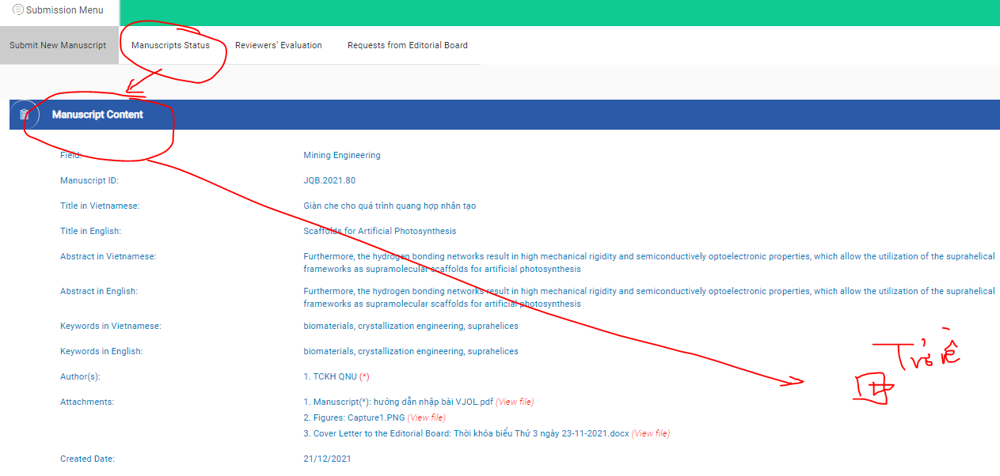 Submission Menu
Submit New Manuscript Manuscripts Status Reviewers' Evaluation Requests from Editorial Board
Manuscript Content
Field: Mining Engineering
Manuscript ID: JQB.2021.80
Title in Vietnamese: Giàn che cho quá trình quang hợp nhân tạo
Title in English: Scaffolds for Artificial Photosynthesis
Abstract in Vietnamese: Furthermore, the hydrogen bonding networks result in high mechanical rigidity and semiconductively optoelectronic properties, which allow the utilization of the suprahelical
frameworks as supramolecular scaffolds for artificial photosynthesis
Abstract in English: Furthermore, the hydrogen bonding networks result in high mechanical rigidity and semiconductively optoelectronic properties, which allow the utilization of the suprahelical
frameworks as supramolecular scaffolds for artificial photosynthesis
Keywords in Vietnamese: biomaterials, crystallization engineering, suprahelices
Keywords in English: biomaterials, crystallization engineering, suprahelices
Author(s): 1. TCKH QNU (*)
Attachments: 1. Manuscript(*): hướng dẫn nhập bài VJOL.pdf (View file)
2. Figures: Capture1.PNG (View file)
3. Cover Letter to the Editorial Board: Thời khóa biểu Thứ 3 ngày 23-11-2021.docx (View file)
Created Date: 21/12/2021